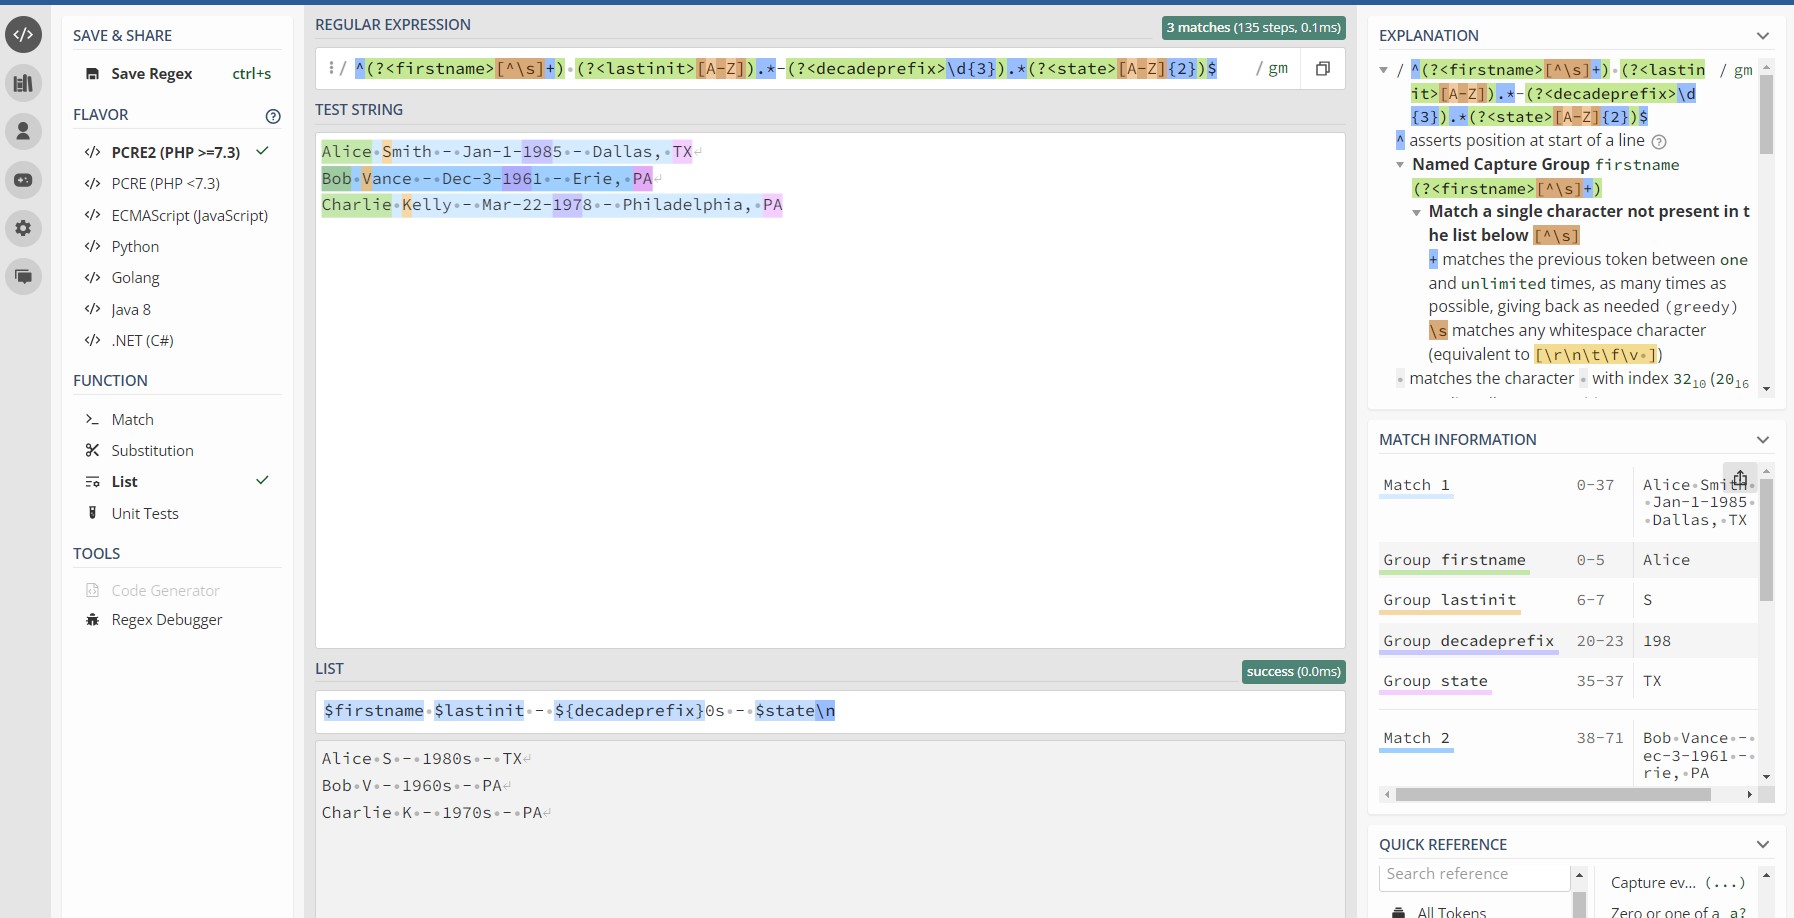 SAVE & SHARE
Save Regex ctrl+s
FLAVOR
</> PCRE2 (PHP >=7.3)
</> PCRE (PHP <7.3)
</> ECMAScript (JavaScript)
</> Python
</> Golang
</> Java 8
</> .NET (C#)
FUNCTION
>_ Match
Substitution
List
Unit Tests
TOOLS
Code Generator
Regex Debugger
REGULAR EXPRESSION
3 matches (135 steps, 0.1ms)
/ ^(?<firstname>[^\s]+) (?<lastinit>[A-Z]).*-(?<decadeprefix>\d{3}).*(?<state>[A-Z]{2})$ / gm
TEST STRING
Alice Smith - Jan-1-1985 - Dallas, TX
Bob Vance - Dec-3-1961 - Erie, PA
Charlie Kelly - Mar-22-1978 - Philadelphia, PA
LIST
success (0.0ms)
$firstname $lastinit - ${decadeprefix}0s - $state\n
Alice S - 1980s - TX
Bob V - 1960s - PA
Charlie K - 1970s - PA
EXPLANATION
/ ^(?<firstname>[^\s]+) (?<lastin / gm
it>[A-Z]).*-(?<decadeprefix>\d
{3}).*(?<state>[A-Z]{2})$
^ asserts position at start of a line
Named Capture Group firstname
(?<firstname>[^\s]+)
Match a single character not present in t
he list below [^\s]
+ matches the previous token between one
and unlimited times, as many times as
possible, giving back as needed (greedy)
\s matches any whitespace character
(equivalent to [\r\n\t\f\v ])
matches the character with index 32₁₀ (20₁₆
MATCH INFORMATION
Match 1 0-37 Alice Smith
Jan-1-1985
Dallas, TX
Group firstname 0-5 Alice
Group lastinit 6-7 S
Group decadeprefix 20-23 198
Group state 35-37 TX
Match 2 38-71 Bob Vance -
ec-3-1961 -
rie, PA
QUICK REFERENCE
Search reference
All Tokens
Capture ev... (...)
Zero or one of a a?